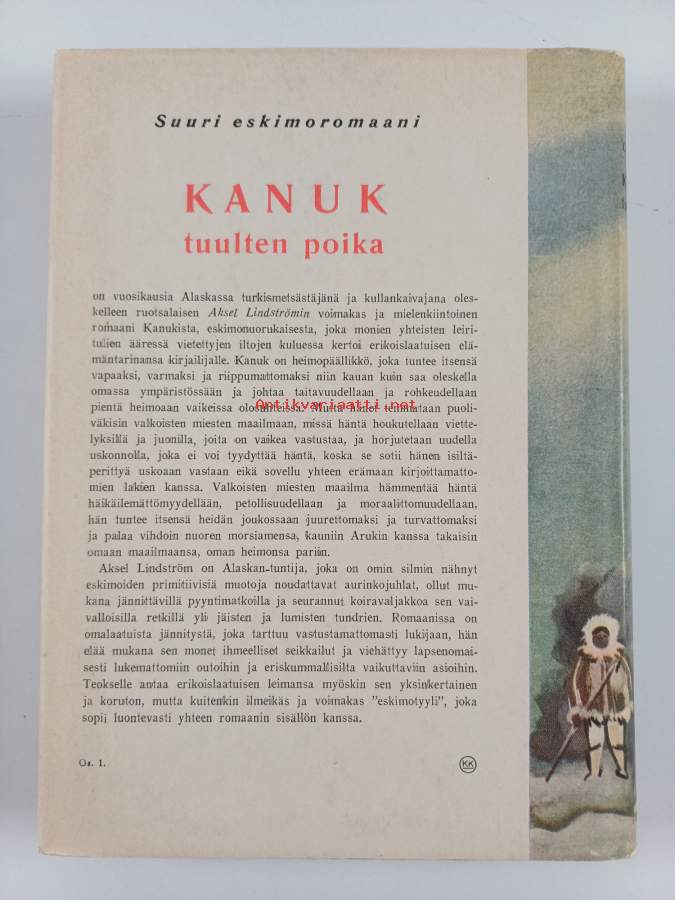 Suuri eskimoromaani
KANUK
tuulten poika
on vuosikausia Alaskassa turkismetsästäjänä ja kullankaivajana oles-
kelleen ruotsalaisen Aksel Lindströmin voimakas ja mielenkiintoinen
romaani Kanukista, eskimonuorukaisesta, joka monien yhteisten leiri-
tulien ääressä vietettyjen iltojen kuluessa kertoi erikoislaatuisen elä-
mäntarinansa kirjailijalle. Kanuk on heimopäällikkö, joka tuntee itsensä
vapaaksi, varmaksi ja riippumattomaksi niin kauan kuin saa oleskella
omassa ympäristössään ja johtaa taitavuudellaan ja rohkeudellaan
pientä heimoaan vaikeissa olosuhteissa. Mutta hänet temmataan puoli-
Antikvariaatti.net
väkisin valkoisten miesten maailmaan, missä häntä houkutellaan viette-
lyksillä ja juonilla, joita on vaikea vastustaa, ja horjutetaan uudella
uskonnolla, joka ei voi tyydyttää häntä, koska se sotii hänen isiltä-
perittyä uskoaan vastaan eikä sovellu yhteen erämaan kirjoittamatto-
mien lakien kanssa. Valkoisten miesten maailma hämmentää häntä
häikäilemättömyydellään, petollisuudellaan ja moraalittomuudellaan,
hän tuntee itsensä heidän joukossaan juurettomaksi ja turvattomaksi
ja palaa vihdoin nuoren morsiamensa, kauniin Arukin kanssa takaisin
omaan maailmaansa, oman heimonsa pariin.
Aksel Lindström on Alaskan-tuntija, joka on omin silmin nähnyt
eskimoiden primitiivisiä muotoja noudattavat aurinkojuhlat, ollut mu-
kana jännittävillä pyyntimatkoilla ja seurannut koiravaljakkoa sen vai-
valloisilla retkillä yli jäisten ja lumisten tundrien. Romaanissa on
omalaatuista jännitystä, joka tarttuu vastustamattomasti lukijaan, hän
elää mukana sen monet ihmeelliset seikkailut ja viehättyy lapsenomai-
sesti lukemattomiin outoihin ja eriskummallisilta vaikuttaviin asioihin.
Teokselle antaa erikoislaatuisen leimansa myöskin sen yksinkertainen
ja koruton, mutta kuitenkin ilmeikäs ja voimakas "eskimotyyli", joka
sopii luontevasti yhteen romaanin sisällön kanssa.
Gs. 1.
KK